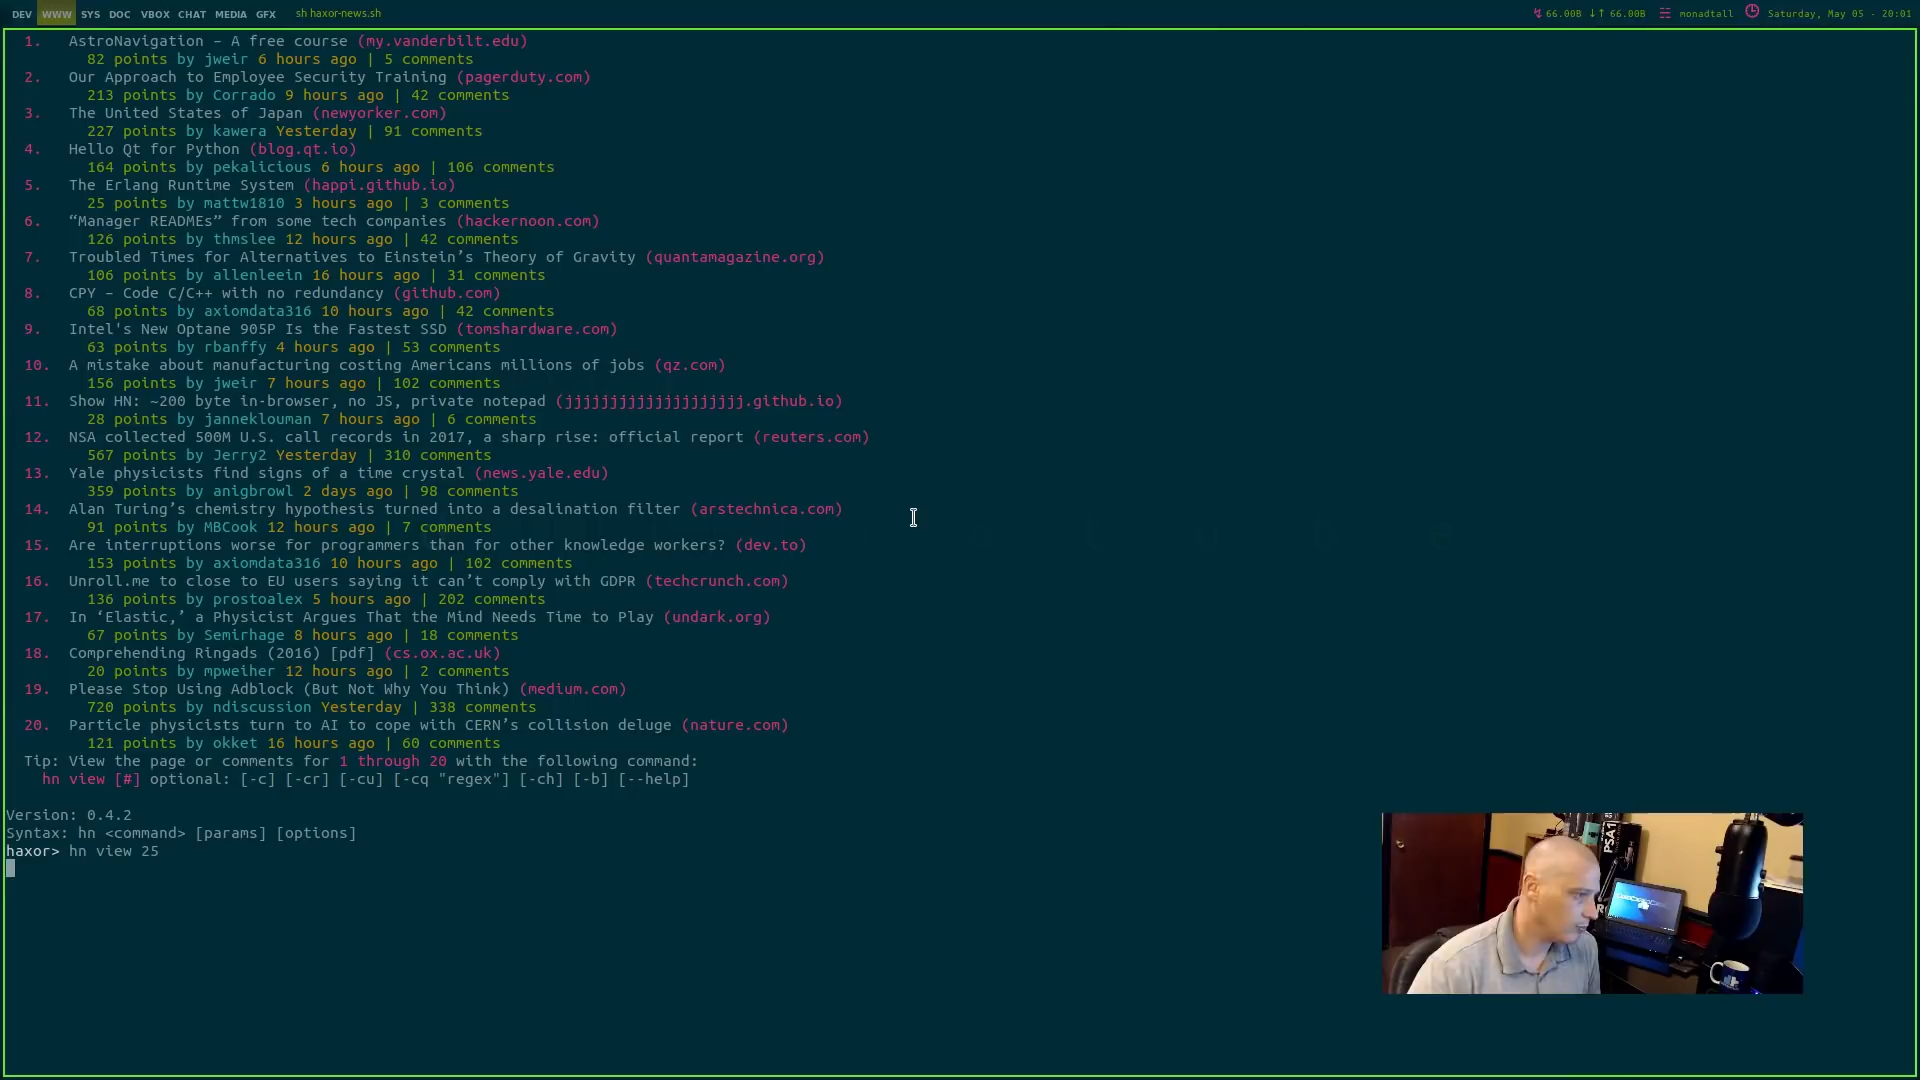 DEV WWW SYS DOC VBOX CHAT MEDIA GFX sh haxor-news.sh 66.00B ↓↑ 66.00B monadtall Saturday, May 05 - 20:01
1. AstroNavigation – A free course (my.vanderbilt.edu)
82 points by jweir 6 hours ago | 5 comments
2. Our Approach to Employee Security Training (pagerduty.com)
213 points by Corrado 9 hours ago | 42 comments
3. The United States of Japan (newyorker.com)
227 points by kawera Yesterday | 91 comments
4. Hello Qt for Python (blog.qt.io)
164 points by pekalicious 6 hours ago | 106 comments
5. The Erlang Runtime System (happi.github.io)
25 points by mattw1810 3 hours ago | 3 comments
6. “Manager READMEs” from some tech companies (hackernoon.com)
126 points by thmslee 12 hours ago | 42 comments
7. Troubled Times for Alternatives to Einstein’s Theory of Gravity (quantamagazine.org)
106 points by allenleein 16 hours ago | 31 comments
8. CPY – Code C/C++ with no redundancy (github.com)
68 points by axiomdata316 10 hours ago | 42 comments
9. Intel's New Optane 905P Is the Fastest SSD (tomshardware.com)
63 points by rbanffy 4 hours ago | 53 comments
10. A mistake about manufacturing costing Americans millions of jobs (qz.com)
156 points by jweir 7 hours ago | 102 comments
11. Show HN: ~200 byte in-browser, no JS, private notepad (jjjjjjjjjjjjjjjjjjjj.github.io)
28 points by janneklouman 7 hours ago | 6 comments
12. NSA collected 500M U.S. call records in 2017, a sharp rise: official report (reuters.com)
567 points by Jerry2 Yesterday | 310 comments
13. Yale physicists find signs of a time crystal (news.yale.edu)
359 points by anigbrowl 2 days ago | 98 comments
14. Alan Turing’s chemistry hypothesis turned into a desalination filter (arstechnica.com)
91 points by MBCook 12 hours ago | 7 comments
15. Are interruptions worse for programmers than for other knowledge workers? (dev.to)
153 points by axiomdata316 10 hours ago | 102 comments
16. Unroll.me to close to EU users saying it can’t comply with GDPR (techcrunch.com)
136 points by prostoalex 5 hours ago | 202 comments
17. In ‘Elastic,’ a Physicist Argues That the Mind Needs Time to Play (undark.org)
67 points by Semirhage 8 hours ago | 18 comments
18. Comprehending Ringads (2016) [pdf] (cs.ox.ac.uk)
20 points by mpweiher 12 hours ago | 2 comments
19. Please Stop Using Adblock (But Not Why You Think) (medium.com)
720 points by ndiscussion Yesterday | 338 comments
20. Particle physicists turn to AI to cope with CERN’s collision deluge (nature.com)
121 points by okket 16 hours ago | 60 comments
Tip: View the page or comments for 1 through 20 with the following command:
hn view [#] optional: [-c] [-cr] [-cu] [-cq "regex"] [-ch] [-b] [--help]
Version: 0.4.2
Syntax: hn <command> [params] [options]
haxor> hn view 25
PSA1